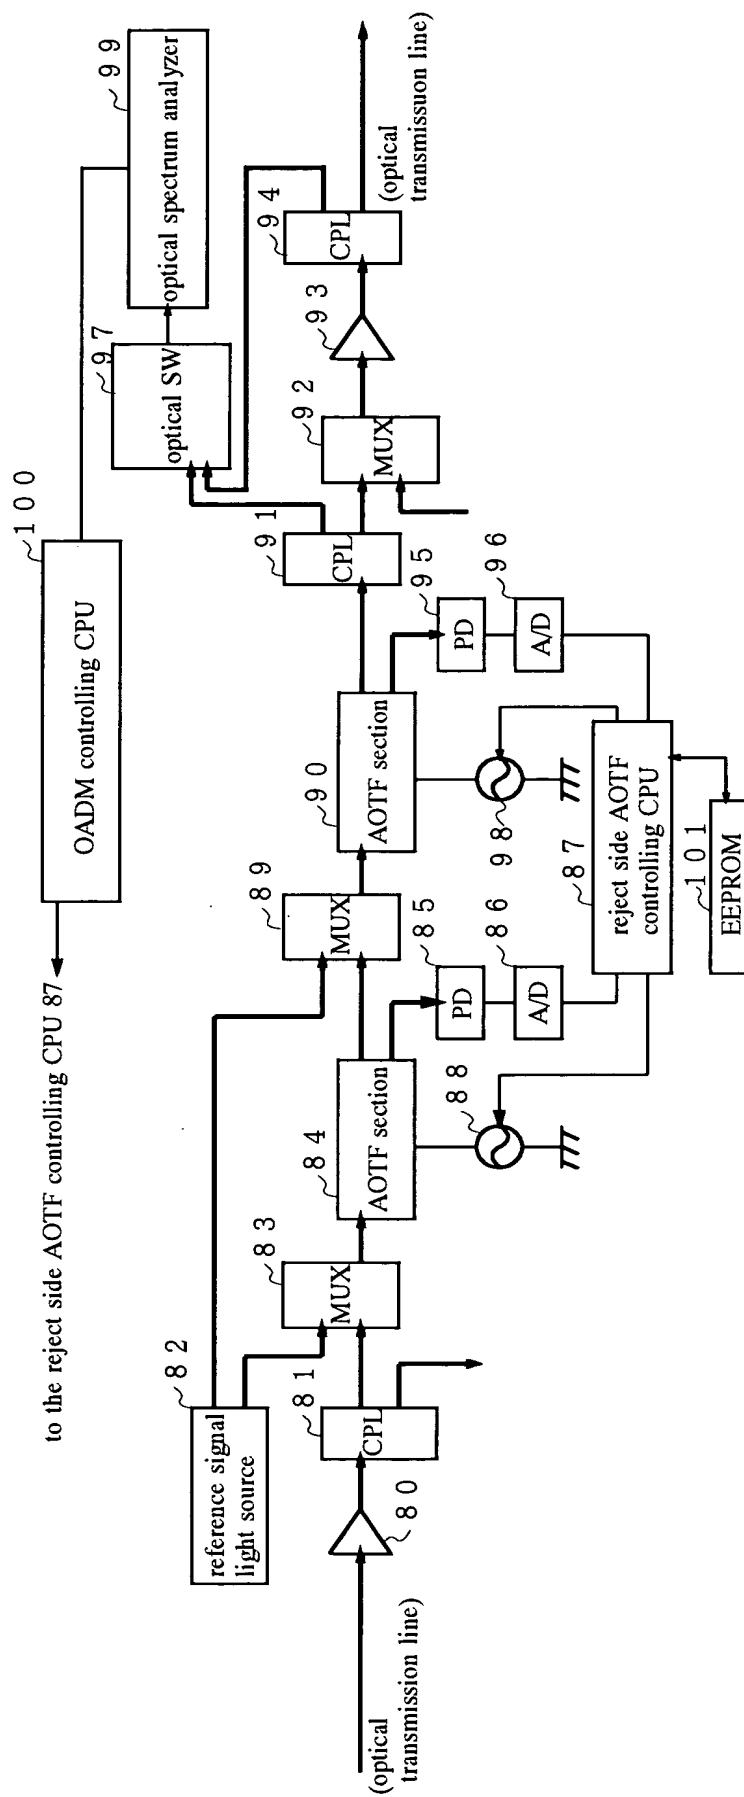 to the reject side AOTF controlling CPU 87
OADM controlling CPU
100
optical spectrum analyzer
99
optical SW
97
reference signal
light source
82
(optical
transmission line)
80
CPL
81
MUX
83
AOTF section
84
PD
85
A/D
86
88
MUX
89
AOTF section
90
PD
95
A/D
96
98
reject side AOTF
controlling CPU
87
EEPROM
101
CPL
91
MUX
92
93
CPL
94
(optical
transmissuon line)